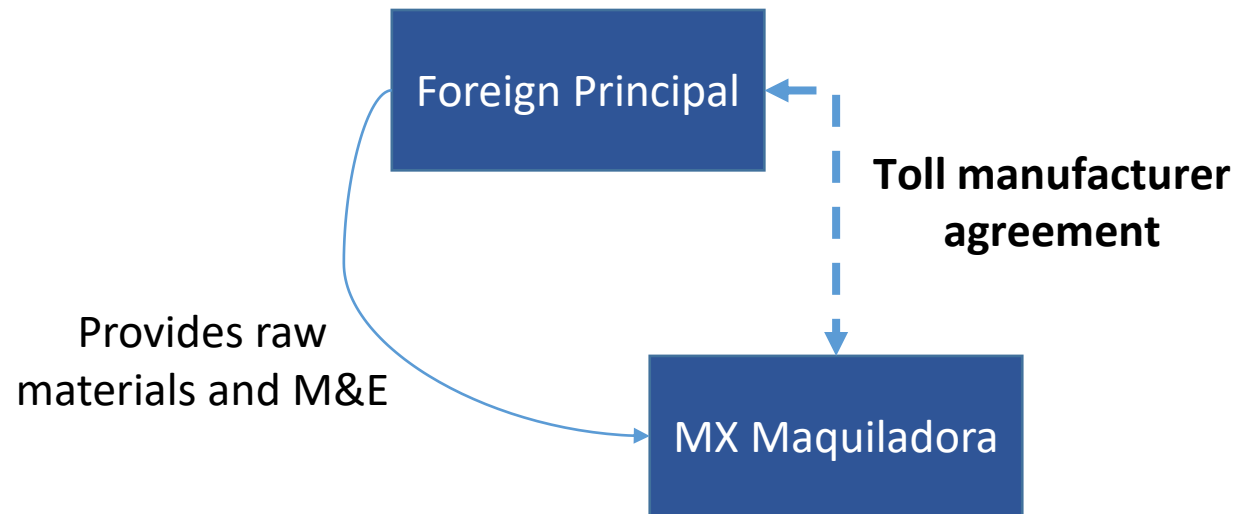 Foreign Principal
Toll manufacturer
agreement
Provides raw
materials and M&E
MX Maquiladora